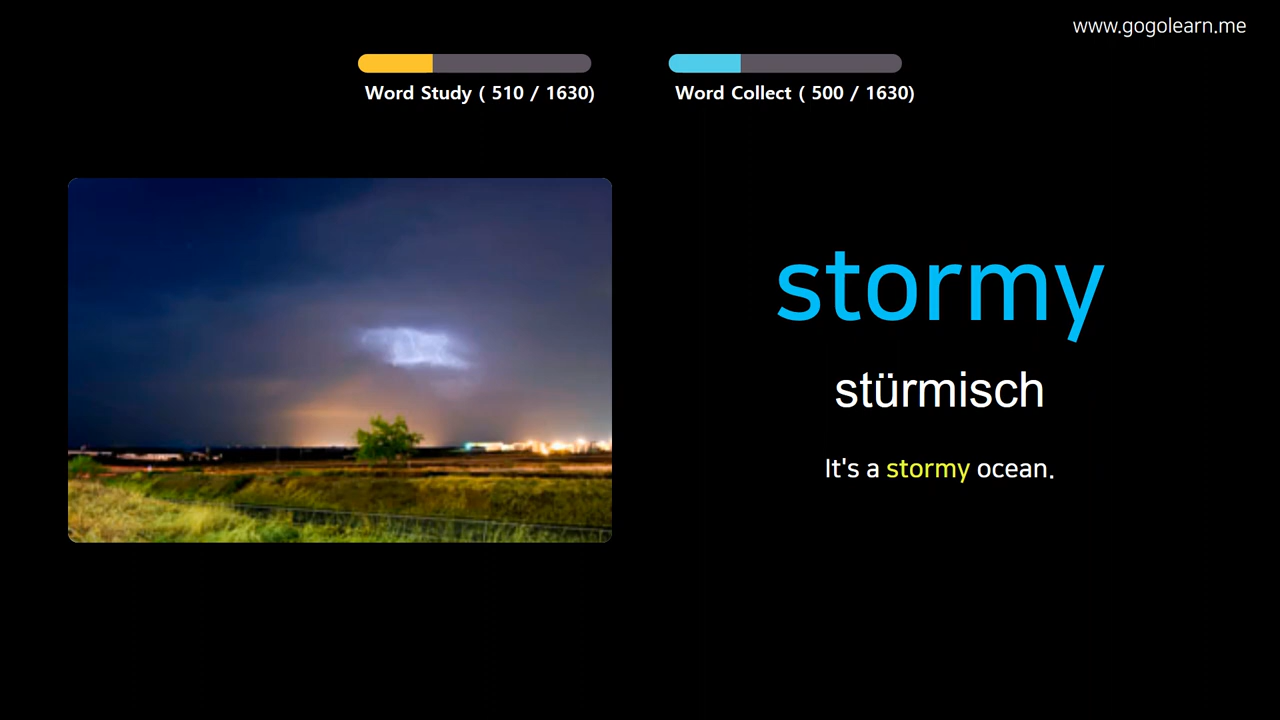 www.gogolearn.me
Word Study ( 510 / 1630)
Word Collect ( 500 / 1630)
stormy
stürmisch
It's a stormy ocean.